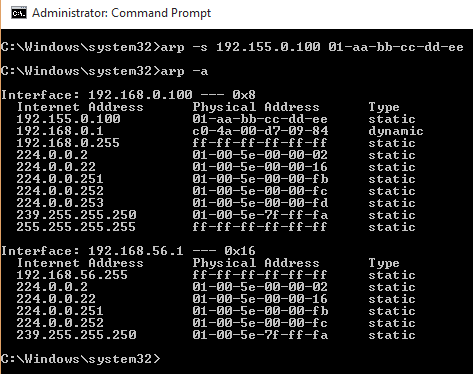 Administrator: Command Prompt
C:\Windows\system32>arp -s 192.155.0.100 01-aa-bb-cc-dd-ee
C:\Windows\system32>arp -a
Interface: 192.168.0.100 --- 0x8
Internet Address Physical Address Type
192.155.0.100 01-aa-bb-cc-dd-ee static
192.168.0.1 c0-4a-00-d7-09-84 dynamic
192.168.0.255 ff-ff-ff-ff-ff-ff static
224.0.0.2 01-00-5e-00-00-02 static
224.0.0.22 01-00-5e-00-00-16 static
224.0.0.251 01-00-5e-00-00-fb static
224.0.0.252 01-00-5e-00-00-fc static
224.0.0.253 01-00-5e-00-00-fd static
239.255.255.250 01-00-5e-7f-ff-fa static
255.255.255.255 ff-ff-ff-ff-ff-ff static
Interface: 192.168.56.1 --- 0x16
Internet Address Physical Address Type
192.168.56.255 ff-ff-ff-ff-ff-ff static
224.0.0.2 01-00-5e-00-00-02 static
224.0.0.22 01-00-5e-00-00-16 static
224.0.0.251 01-00-5e-00-00-fb static
224.0.0.252 01-00-5e-00-00-fc static
239.255.255.250 01-00-5e-7f-ff-fa static
C:\Windows\system32>